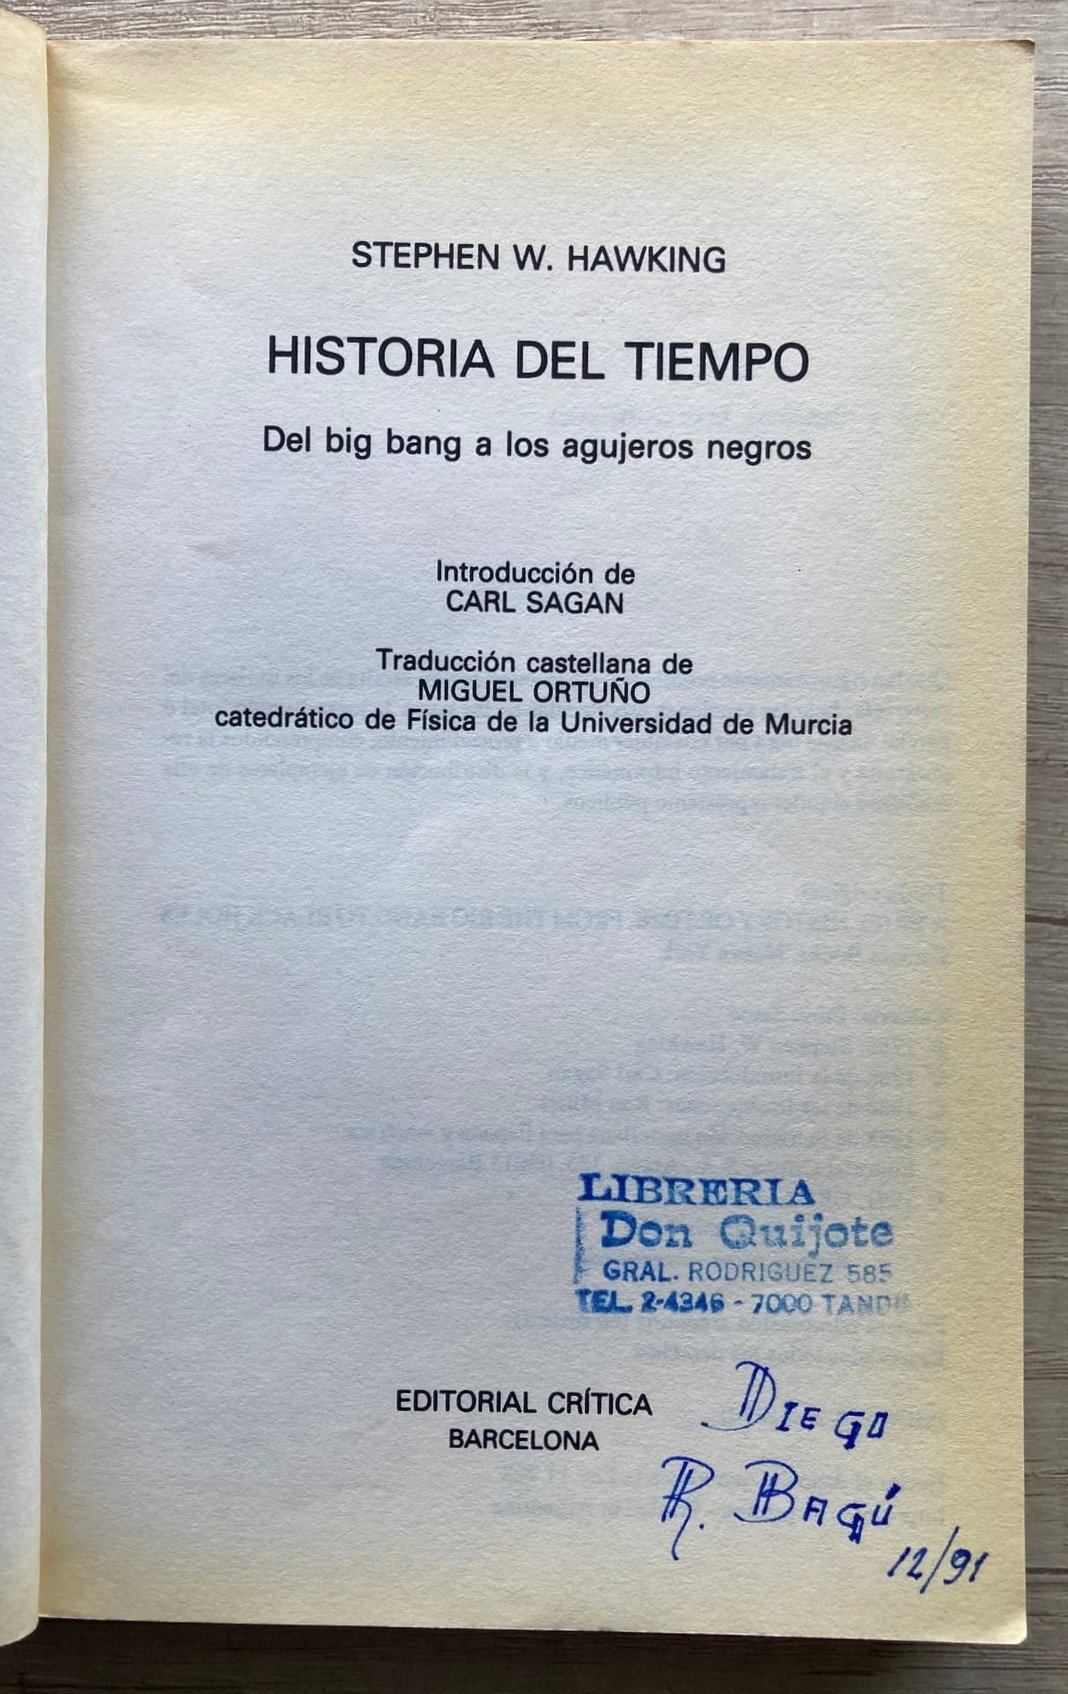 STEPHEN W. HAWKING
HISTORIA DEL TIEMPO
Del big bang a los agujeros negros
Introducción de
CARL SAGAN
Traducción castellana de
MIGUEL ORTUÑO
catedrático de Física de la Universidad de Murcia
LIBRERIA
Don Quijote
GRAL. RODRIGUEZ 585
TEL. 2-4346 - 7000 TANDIL
EDITORIAL CRÍTICA
BARCELONA
DIEGO
R. BAGÚ
12/91